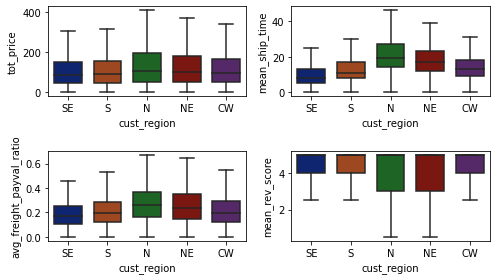 400
200
0
tot_price
SE S N NE CW
cust_region
40
20
0
mean_ship_time
SE S N NE CW
cust_region
0.6
0.4
0.2
0.0
avg_freight_payval_ratio
SE S N NE CW
cust_region
4
2
mean_rev_score
SE S N NE CW
cust_region